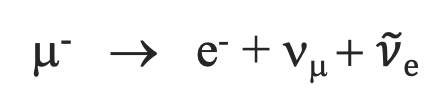 μ⁻ → e⁻ + ν_μ + ν̃_e